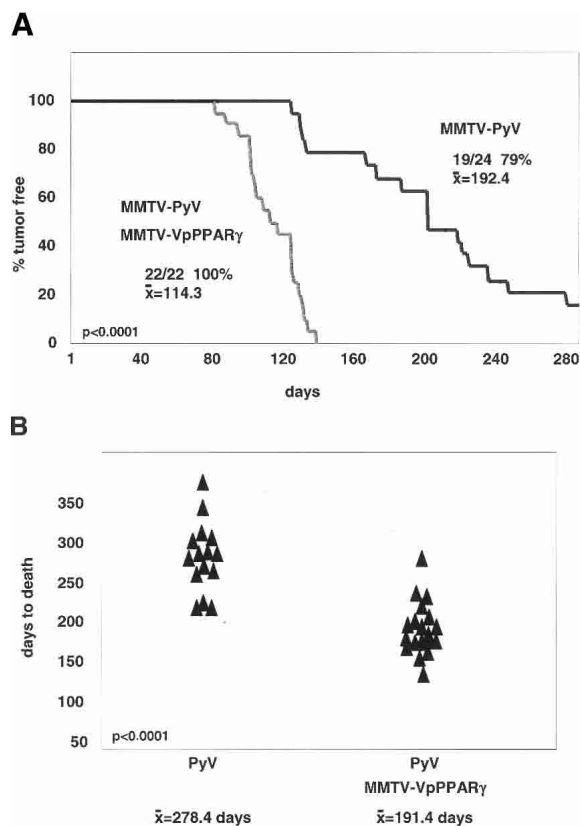 A
100
80
60
40
20
0
% tumor free
MMTV-PyV
19/24 79%
x̄=192.4
MMTV-PyV
MMTV-VpPPARγ
22/22 100%
x̄=114.3
p<0.0001
1 40 80 120 160 200 240 280
days
B
350
300
250
200
150
100
50
days to death
p<0.0001
PyV PyV
MMTV-VpPPARγ
x̄=278.4 days x̄=191.4 days